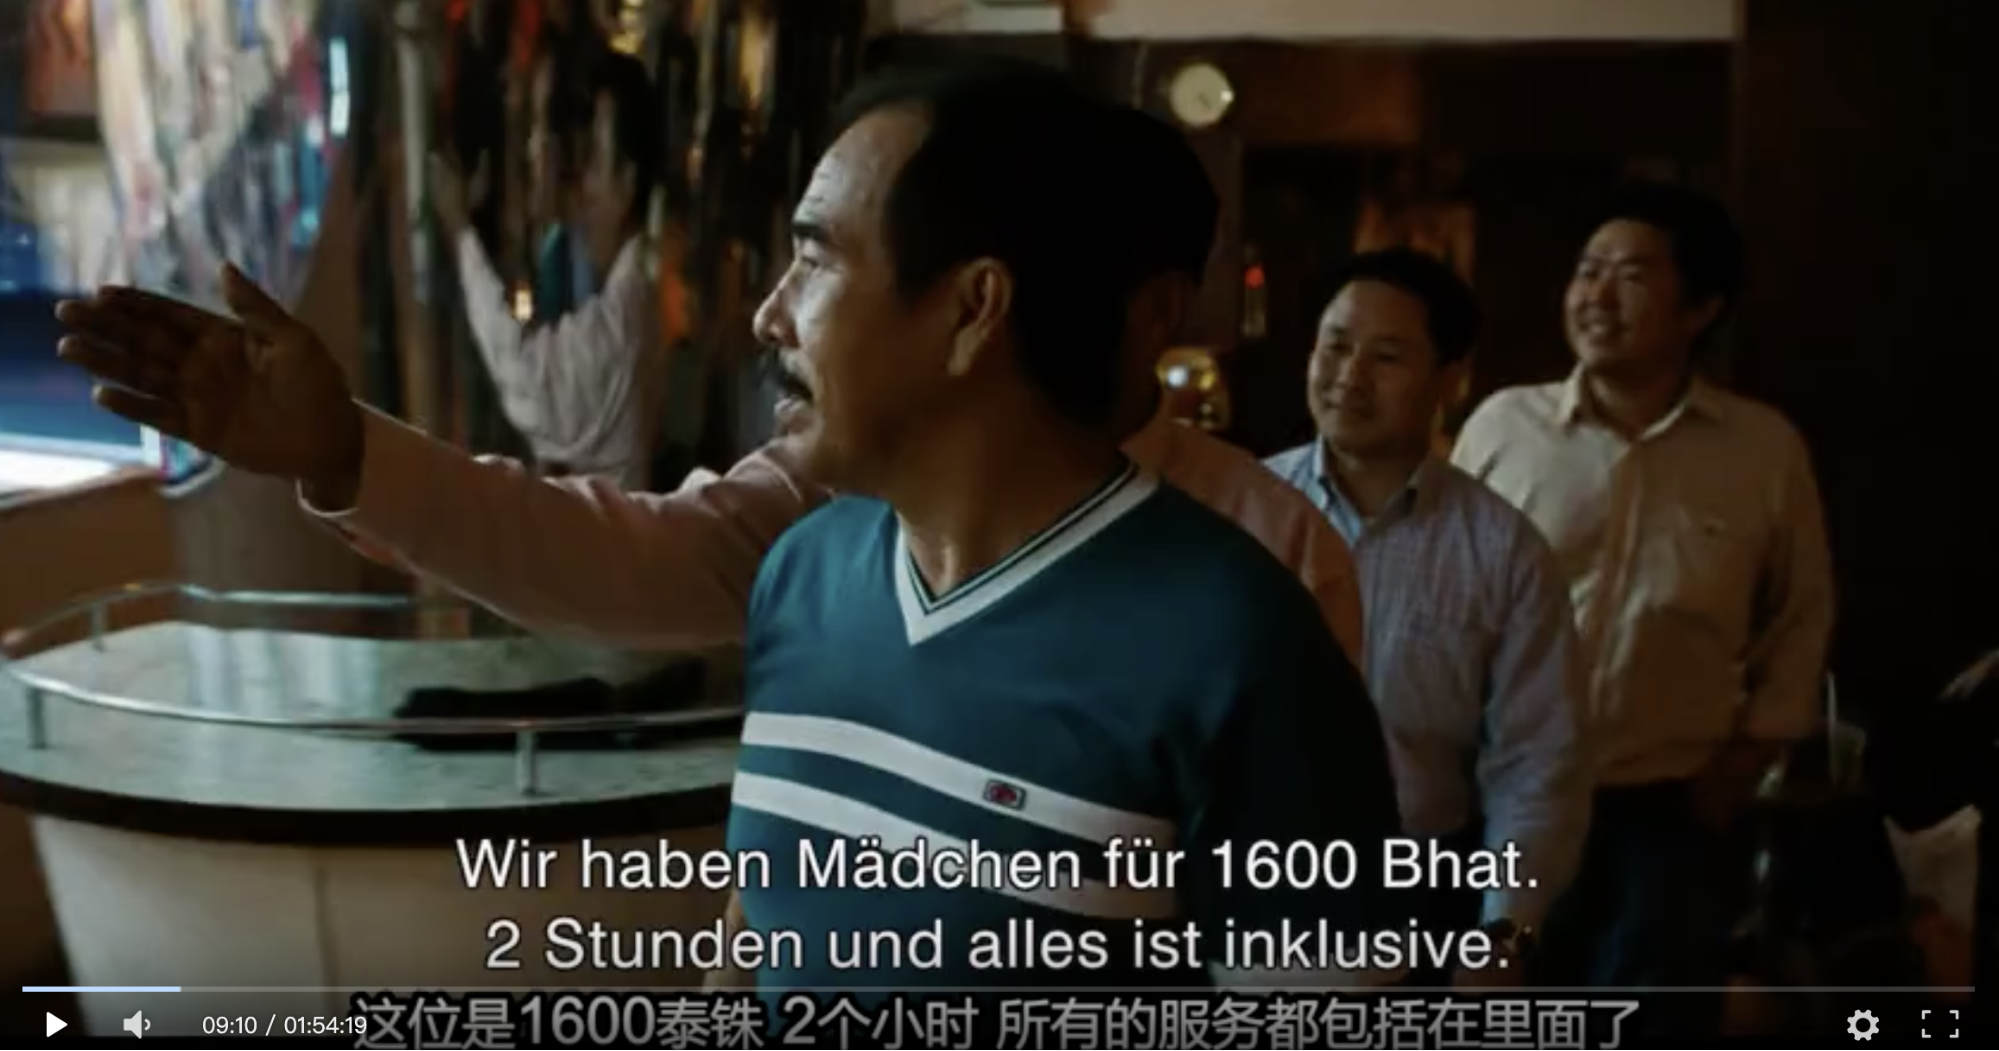 Wir haben Mädchen für 1600 Bhat.
2 Stunden und alles ist inklusive.
09:10 / 01:54:19
这位是1600泰铢 2个小时 所有的服务都包括在里面了